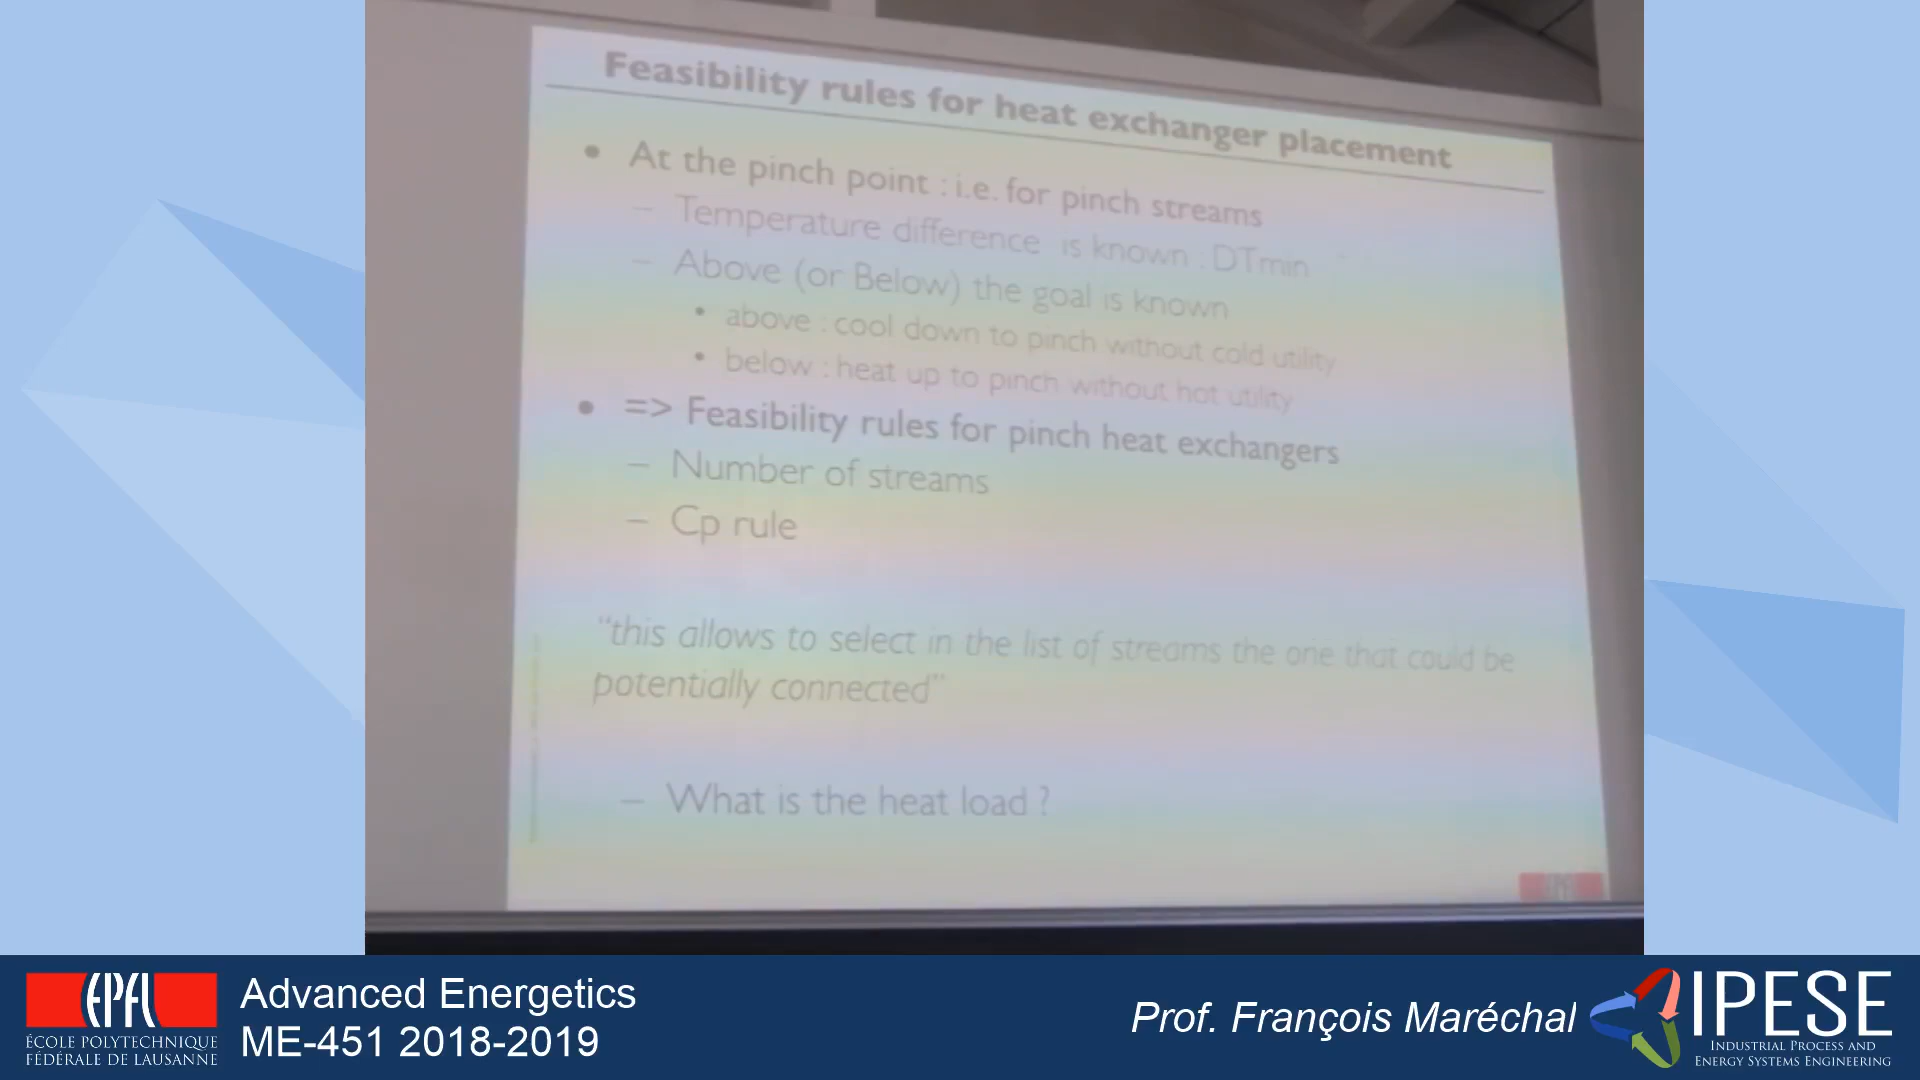 Feasibility rules for heat exchanger placement
• At the pinch point : i.e. for pinch streams
– Temperature difference is known : DTmin
– Above (or Below) the goal is known
• above : cool down to pinch without cold utility
• below : heat up to pinch without hot utility
• => Feasibility rules for pinch heat exchangers
– Number of streams
– Cp rule
"this allows to select in the list of streams the one that could be
potentially connected"
– What is the heat load ?
EPFL
ÉCOLE POLYTECHNIQUE
FÉDÉRALE DE LAUSANNE
Advanced Energetics
ME-451 2018-2019
Prof. François Maréchal
IPESE
INDUSTRIAL PROCESS AND
ENERGY SYSTEMS ENGINEERING